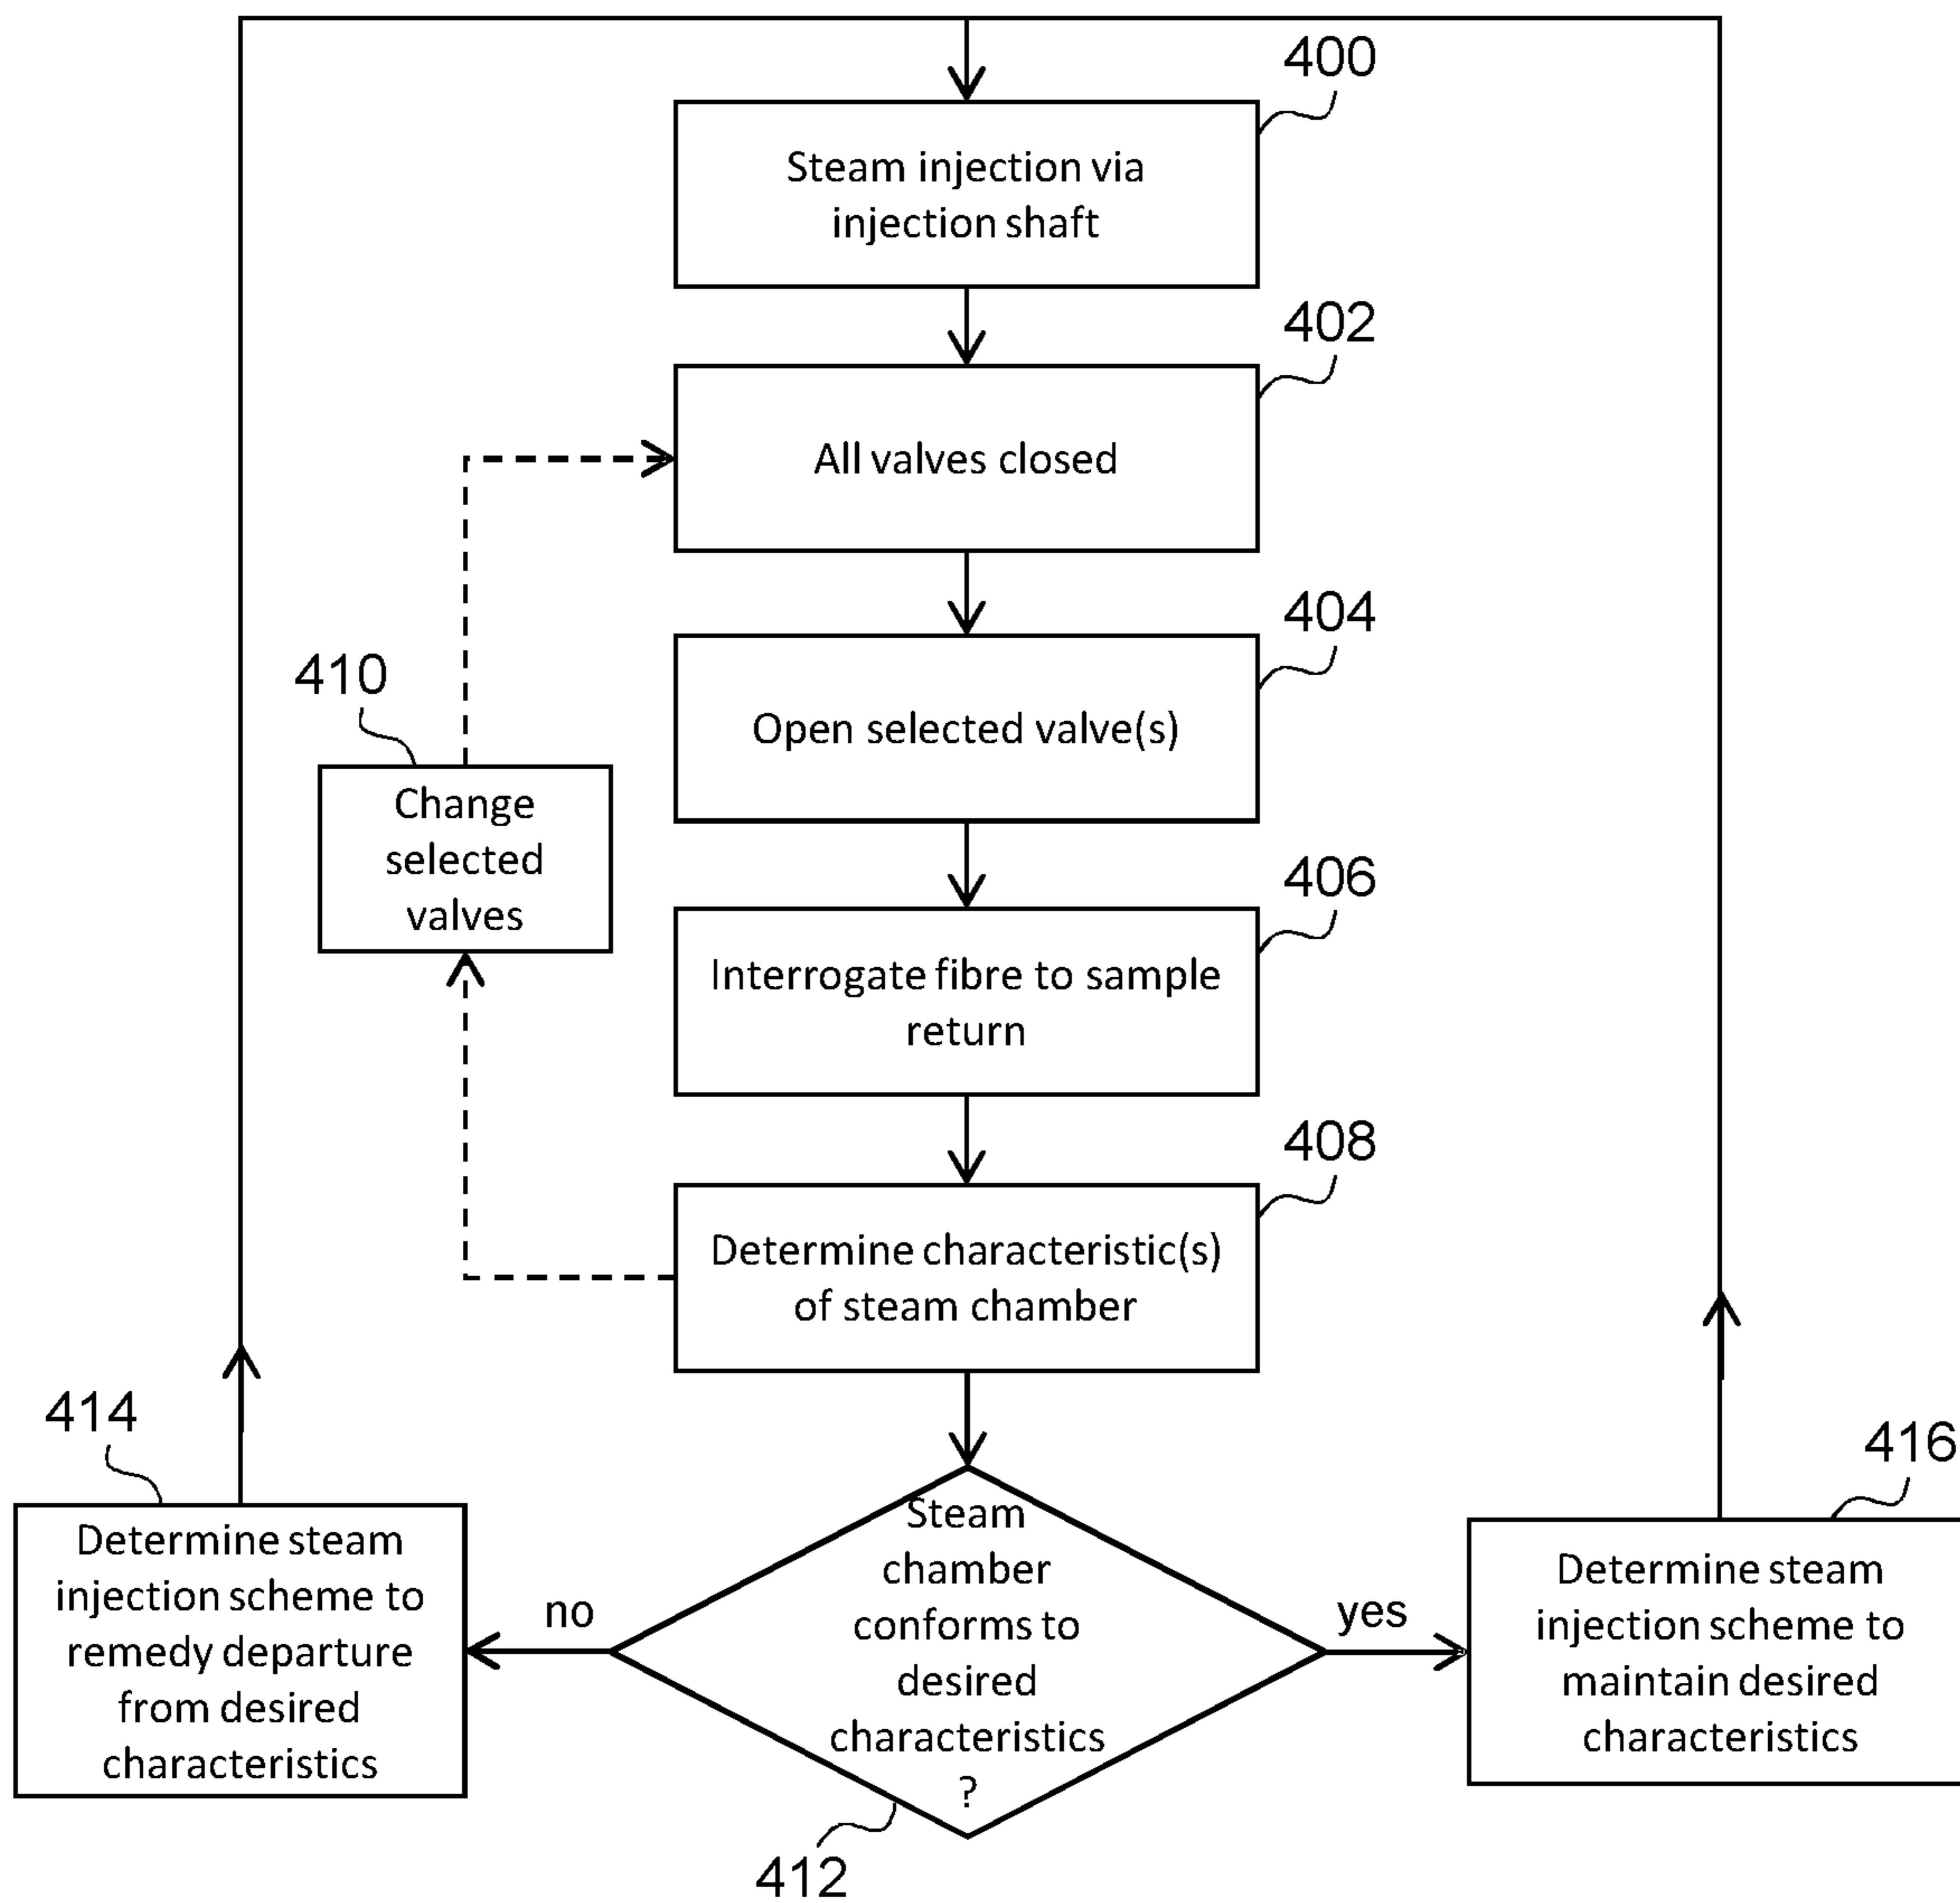 400
Steam injection via
injection shaft
402
All valves closed
404
Open selected valve(s)
410
Change
selected
valves
406
Interrogate fibre to sample
return
408
Determine characteristic(s)
of steam chamber
414
Determine steam
injection scheme to
remedy departure
from desired
characteristics
no
Steam
chamber
conforms to
desired
characteristics
?
412
yes
416
Determine steam
injection scheme to
maintain desired
characteristics